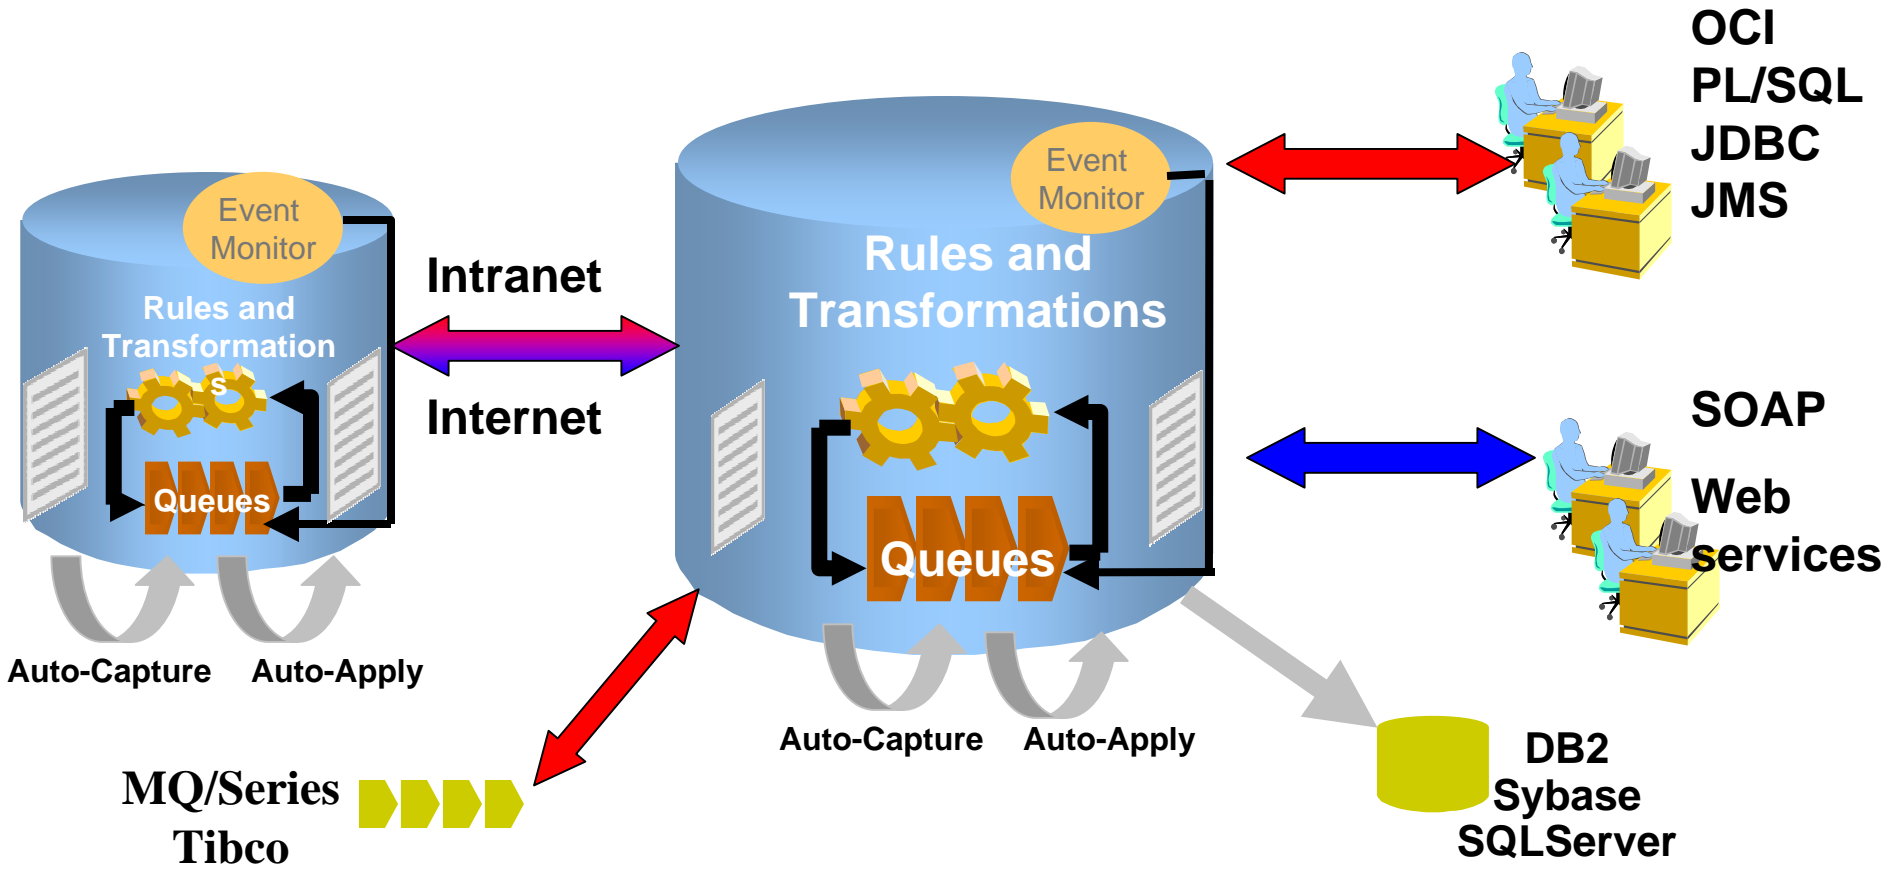 OCI
PL/SQL
JDBC
JMS
Event
Monitor
Rules and
Transformations
Queues
Auto-Capture
Auto-Apply
Event
Monitor
Rules and
Transformation
s
Queues
Auto-Capture
Auto-Apply
Intranet
Internet
SOAP
Web
services
MQ/Series
Tibco
DB2
Sybase
SQLServer